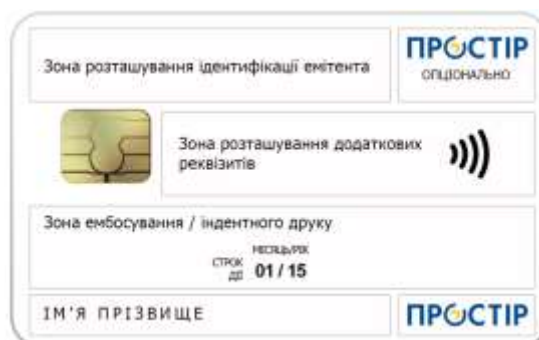 Зона розташування ідентифікації емітента
ПРОСТІР
ОПЦІОНАЛЬНО
Зона розташування додаткових
реквізитів
Зона ембосування / індентного друку
МІСЯЦЬ/РІК
СТРОК
ДІЇ
01 / 15
ІМ'Я ПРІЗВИЩЕ
ПРОСТІР